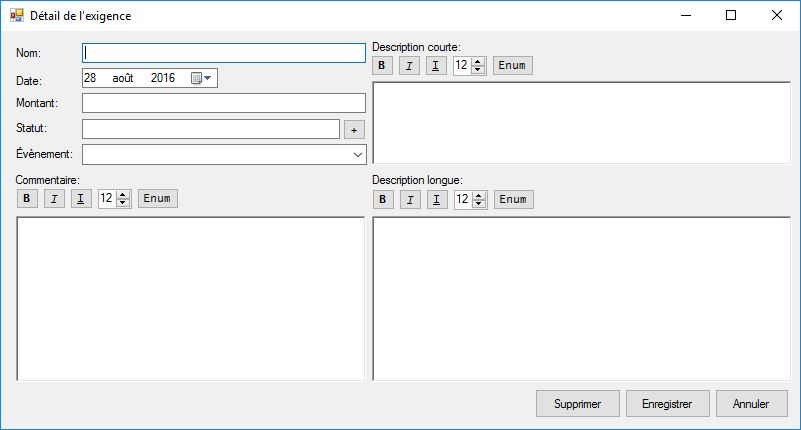 Détail de l'exigence
Nom:
Date:
28 août 2016
Montant:
Statut:
+
Évènement:
Description courte:
B I I 12 Enum
Commentaire:
B I I 12 Enum
Description longue:
B I I 12 Enum
Supprimer Enregistrer Annuler